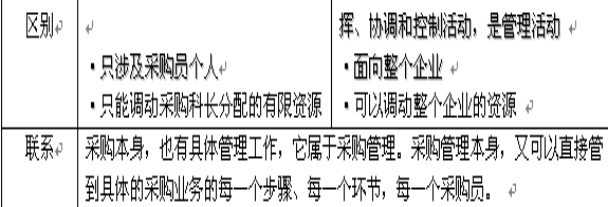 区别
挥、协调和控制活动，是管理活动
·只涉及采购员个人
·面向整个企业
·只能调动采购科长分配的有限资源
·可以调动整个企业的资源
联系
采购本身，也有具体管理工作，它属于采购管理。采购管理本身，又可以直接管
到具体的采购业务的每一个步骤、每一个环节，每一个采购员。